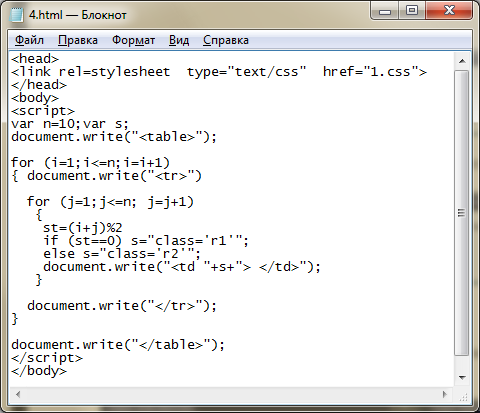 4.html — Блокнот
Файл Правка Формат Вид Справка
<head>
<link rel=stylesheet  type="text/css"  href="1.css">
</head>
<body>
<script>
var n=10;var s;
document.write("<table>");

for (i=1;i<=n;i=i+1)
{ document.write("<tr>")

  for (j=1;j<=n; j=j+1)
   {
    st=(i+j)%2
    if (st==0) s="class='r1'";
    else s="class='r2'";
    document.write("<td "+s+"> </td>");
   }

  document.write("</tr>");
}

document.write("</table>");
</script>
</body>